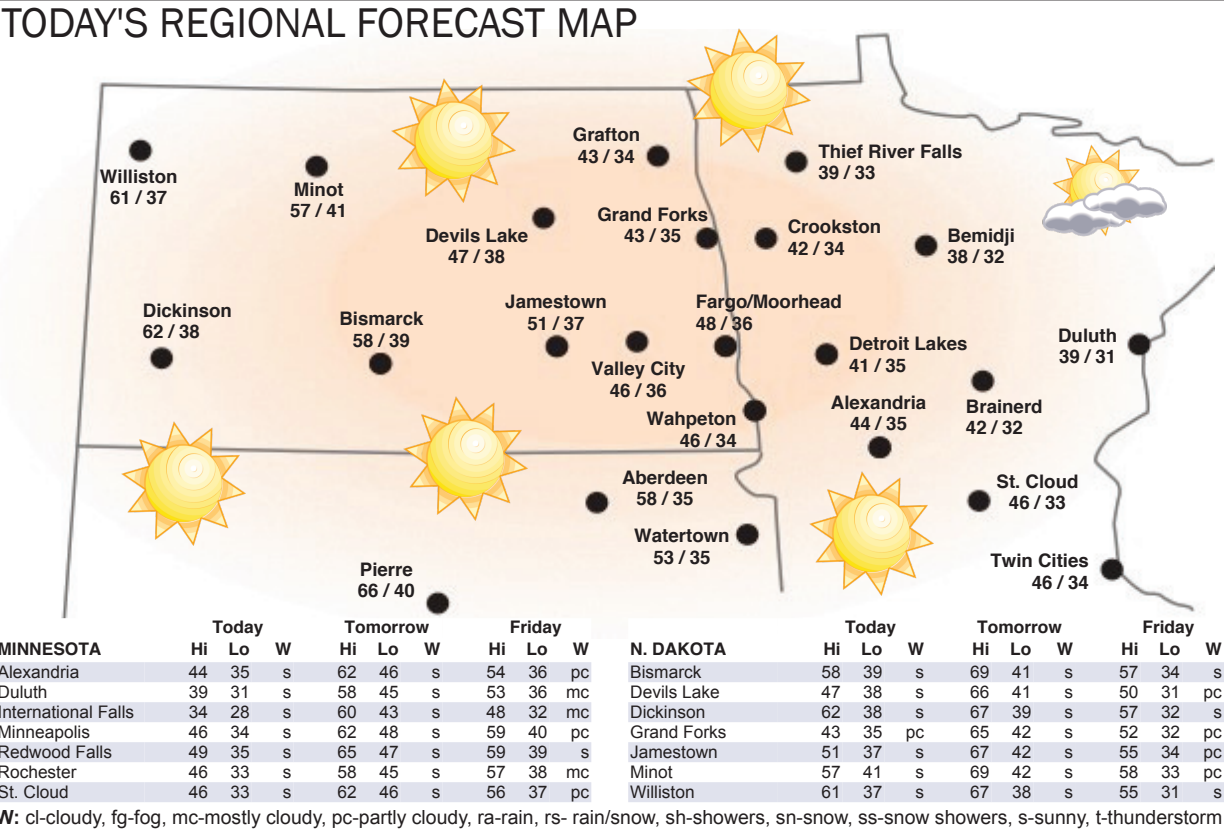 TODAY'S REGIONAL FORECAST MAP
Grafton
43 / 34
Thief River Falls
39 / 33
Williston
61 / 37
Minot
57 / 41
Devils Lake
47 / 38
Grand Forks
43 / 35
Crookston
42 / 34
Bemidji
38 / 32
Dickinson
62 / 38
Bismarck
58 / 39
Jamestown
51 / 37
Valley City
46 / 36
Fargo/Moorhead
48 / 36
Detroit Lakes
41 / 35
Duluth
39 / 31
Wahpeton
46 / 34
Alexandria
44 / 35
Brainerd
42 / 32
Aberdeen
58 / 35
St. Cloud
46 / 33
Watertown
53 / 35
Twin Cities
46 / 34
Pierre
66 / 40
Today Tomorrow Friday
MINNESOTA Hi Lo W Hi Lo W Hi Lo W
Alexandria 44 35 s 62 46 s 54 36 pc
Duluth 39 31 s 58 45 s 53 36 mc
International Falls 34 28 s 60 43 s 48 32 mc
Minneapolis 46 34 s 62 48 s 59 40 pc
Redwood Falls 49 35 s 65 47 s 59 39 s
Rochester 46 33 s 58 45 s 57 38 mc
St. Cloud 46 33 s 62 46 s 56 37 pc
Today Tomorrow Friday
N. DAKOTA Hi Lo W Hi Lo W Hi Lo W
Bismarck 58 39 s 69 41 s 57 34 s
Devils Lake 47 38 s 66 41 s 50 31 pc
Dickinson 62 38 s 67 39 s 57 32 s
Grand Forks 43 35 pc 65 42 s 52 32 pc
Jamestown 51 37 s 67 42 s 55 34 pc
Minot 57 41 s 69 42 s 58 33 pc
Williston 61 37 s 67 38 s 55 31 s
W: cl-cloudy, fg-fog, mc-mostly cloudy, pc-partly cloudy, ra-rain, rs- rain/snow, sh-showers, sn-snow, ss-snow showers, s-sunny, t-thunderstorm